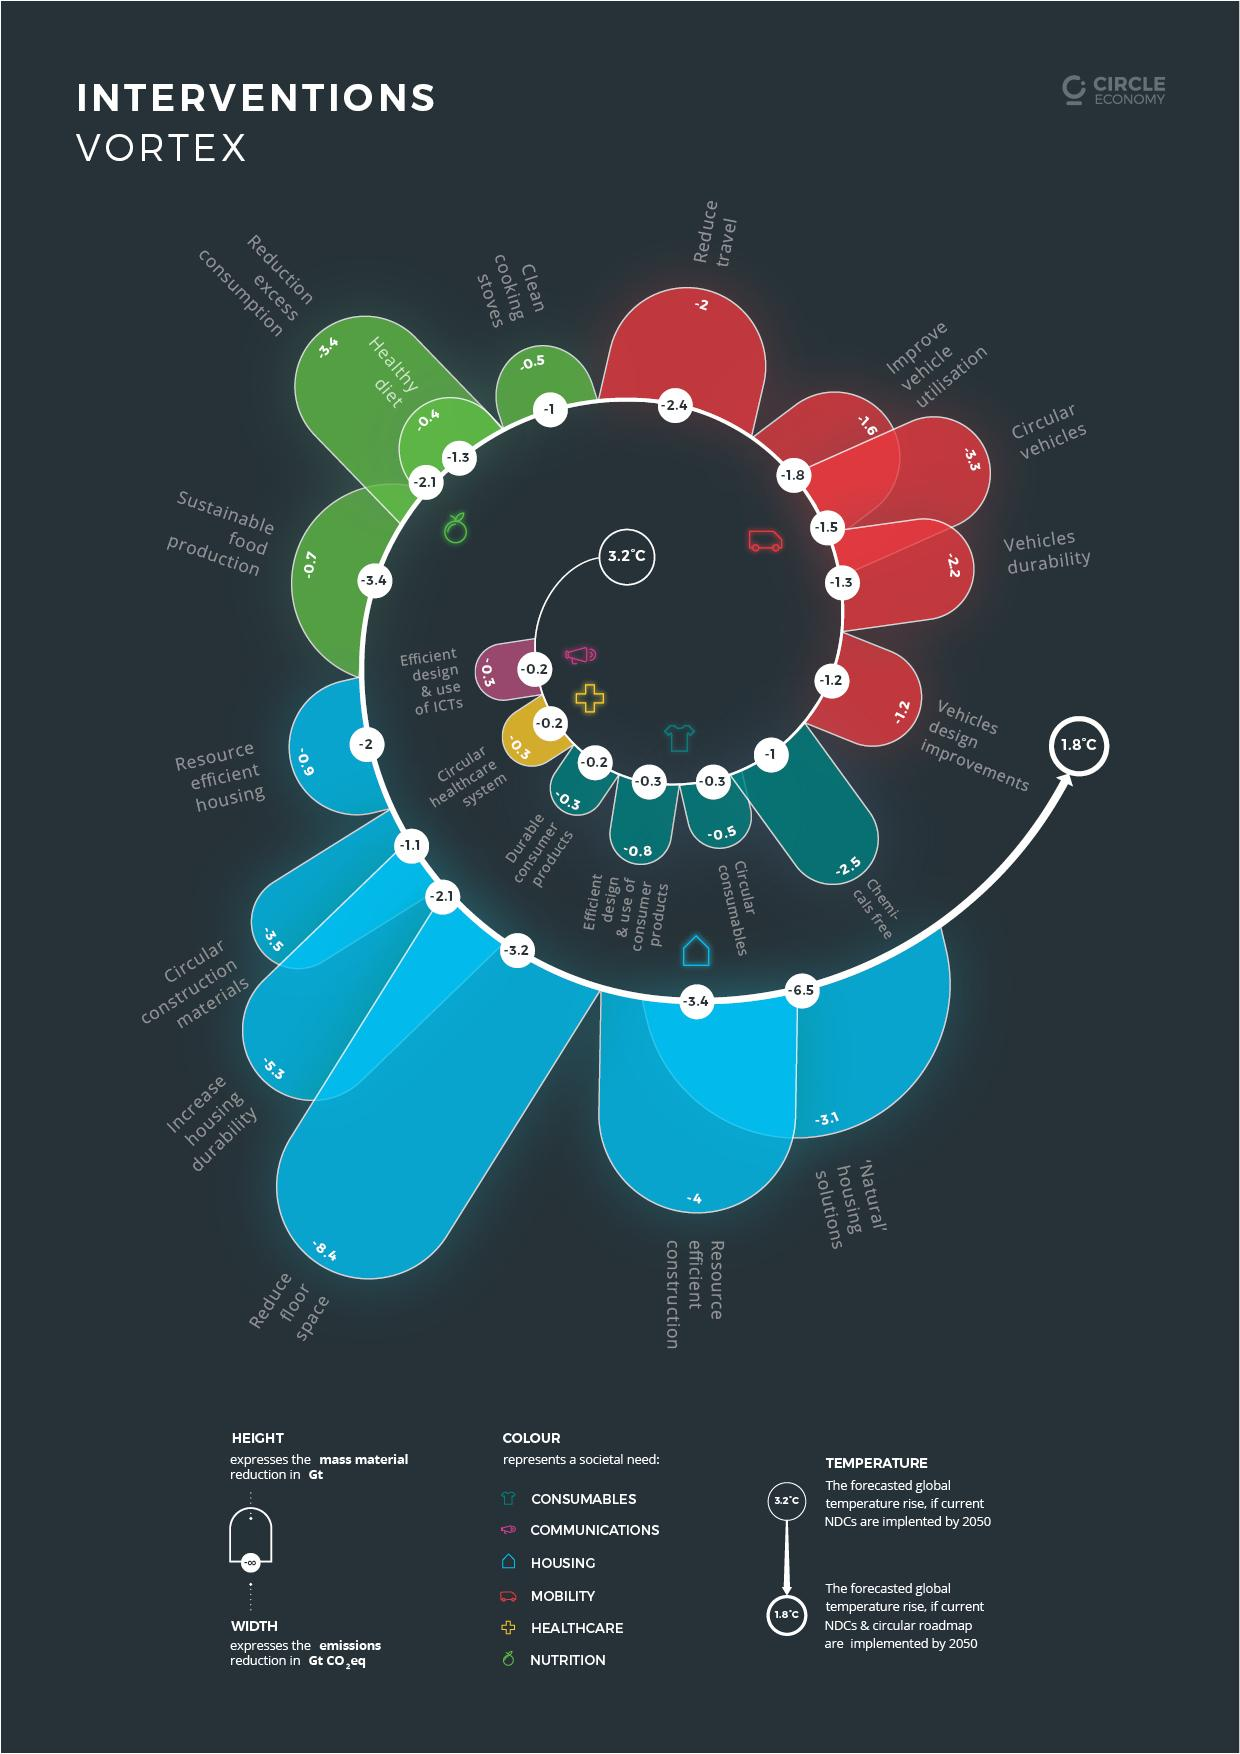 INTERVENTIONS
VORTEX
CIRCLE
ECONOMY
Reduction
excess
consumption
-3.4
Healthy
diet
-0.4
Clean
cooking
stoves
-0.5
Reduce
travel
-2
Improve
vehicle
utilisation
-1.6
Circular
vehicles
-3.3
Vehicles
durability
-2.2
Vehicles
design
improvements
-1.2
Sustainable
food
production
-0.7
-1
-2.4
-1.8
-1.5
-1.3
-1.2
-1
-0.3
-0.3
-0.2
-0.2
-0.2
3.2°C
-1.3
-2.1
-3.4
-2
-1.1
-2.1
-3.2
-3.4
-6.5
1.8°C
Efficient
design
& use
of ICTs
-0.3
Circular
healthcare
system
-0.3
Durable
consumer
products
-0.3
Efficient
design
& use of
consumer
products
-0.8
Circular
consumables
-0.5
Chemi-
cals free
-2.5
Resource
efficient
housing
-0.9
Circular
construction
materials
-3.5
Increase
housing
durability
-5.3
Reduce
floor
space
-8.4
Resource
efficient
construction
-4
'Natural'
housing
solutions
-3.1
HEIGHT
expresses the mass material
reduction in Gt
-∞
WIDTH
expresses the emissions
reduction in Gt CO2eq
COLOUR
represents a societal need:
CONSUMABLES
COMMUNICATIONS
HOUSING
MOBILITY
HEALTHCARE
NUTRITION
TEMPERATURE
3.2°C
The forecasted global
temperature rise, if current
NDCs are implented by 2050
1.8°C
The forecasted global
temperature rise, if current
NDCs & circular roadmap
are implemented by 2050